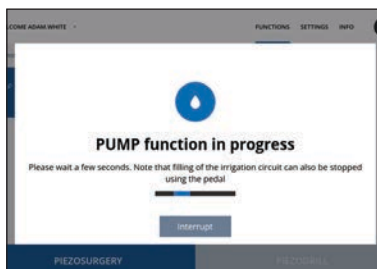 COME ADAM WHITE
FUNCTIONS SETTINGS INFO
PUMP function in progress
Please wait a few seconds. Note that filling of the irrigation circuit can also be stopped
using the pedal
Interrupt
PIEZOSURGERY PIEZODRILL